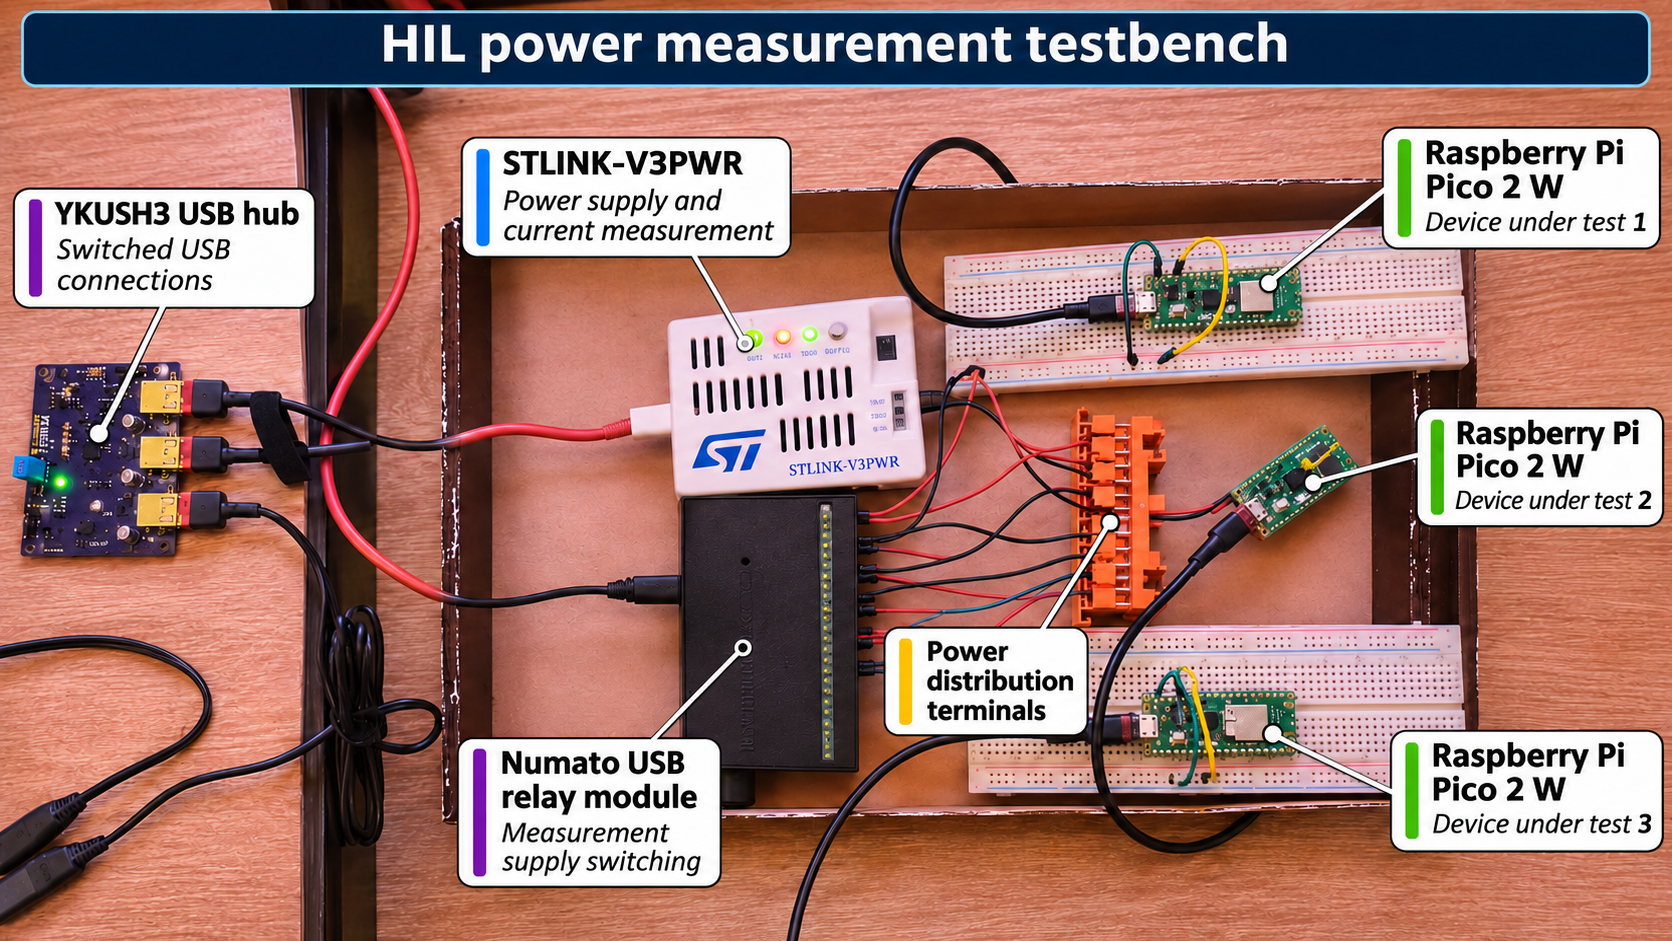 HIL power measurement testbench
STLINK-V3PWR
Power supply and
current measurement
Raspberry Pi
Pico 2 W
Device under test 1
YKUSH3 USB hub
Switched USB
connections
ST
STLINK-V3PWR
Raspberry Pi
Pico 2 W
Device under test 2
Power
distribution
terminals
Numato USB
relay module
Measurement
supply switching
Raspberry Pi
Pico 2 W
Device under test 3